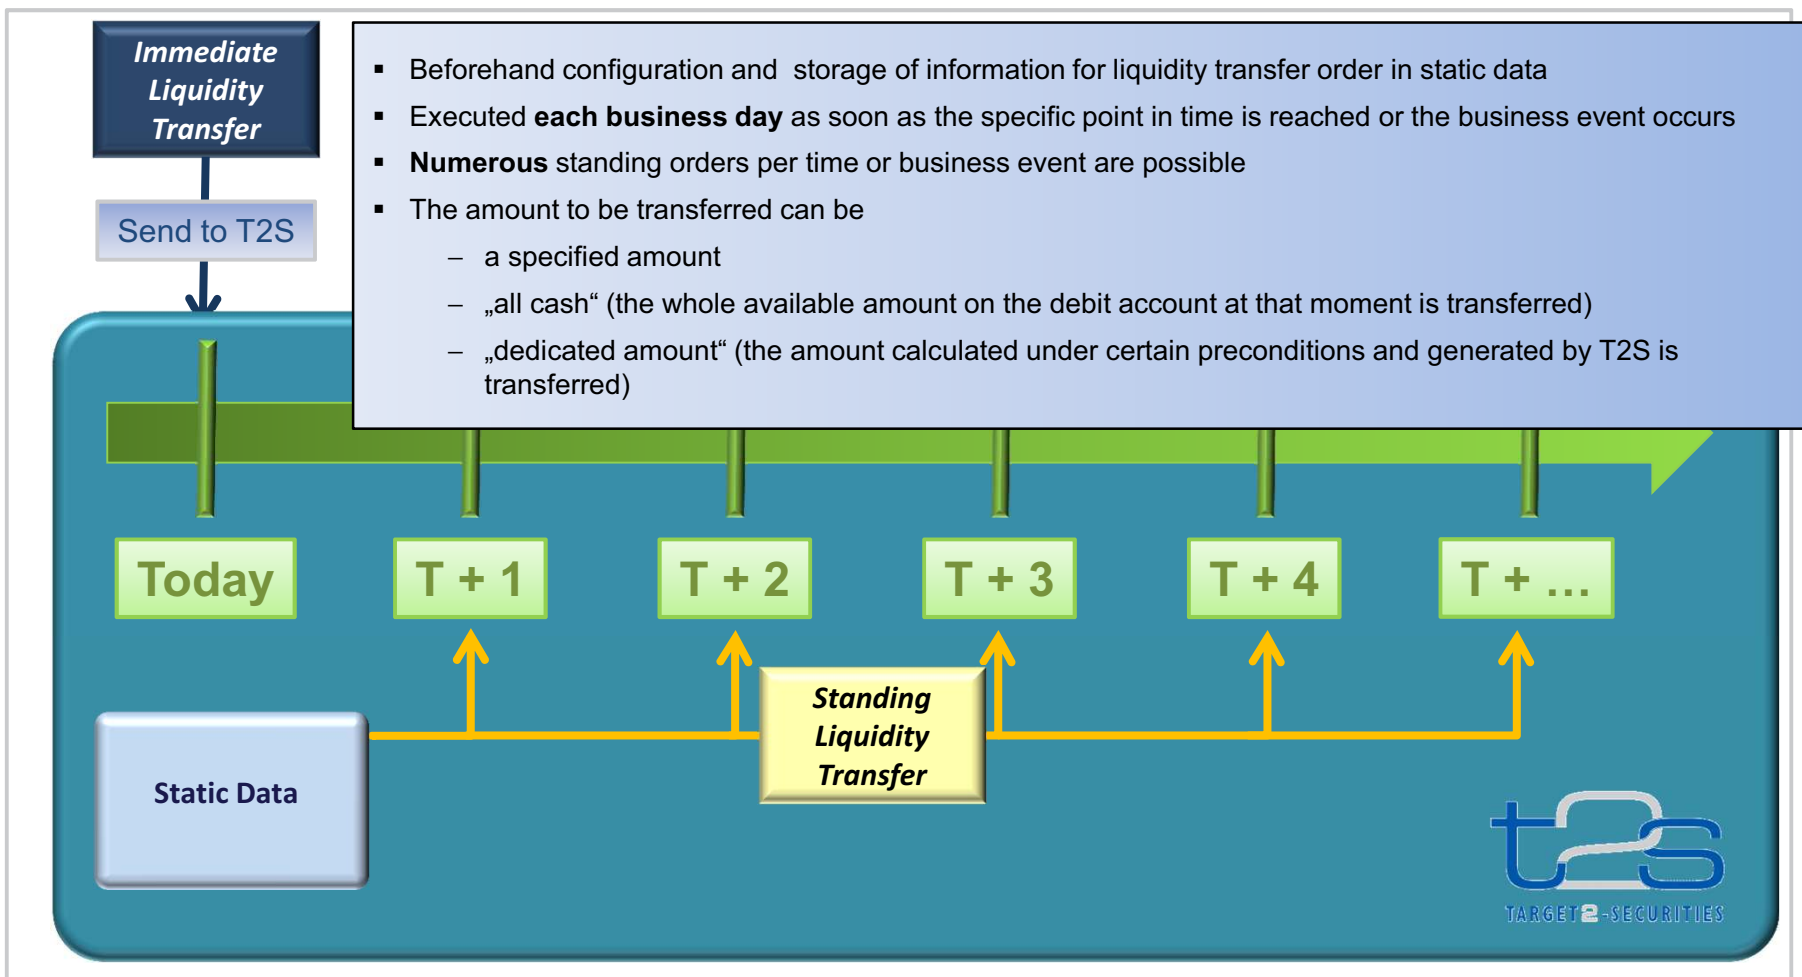 Immediate
Liquidity
Transfer
Send to T2S
▪ Beforehand configuration and storage of information for liquidity transfer order in static data
▪ Executed each business day as soon as the specific point in time is reached or the business event occurs
▪ Numerous standing orders per time or business event are possible
▪ The amount to be transferred can be
– a specified amount
– „all cash“ (the whole available amount on the debit account at that moment is transferred)
– „dedicated amount“ (the amount calculated under certain preconditions and generated by T2S is
transferred)
Today
T + 1
T + 2
T + 3
T + 4
T + ...
Standing
Liquidity
Transfer
Static Data
t2s
TARGET2-SECURITIES